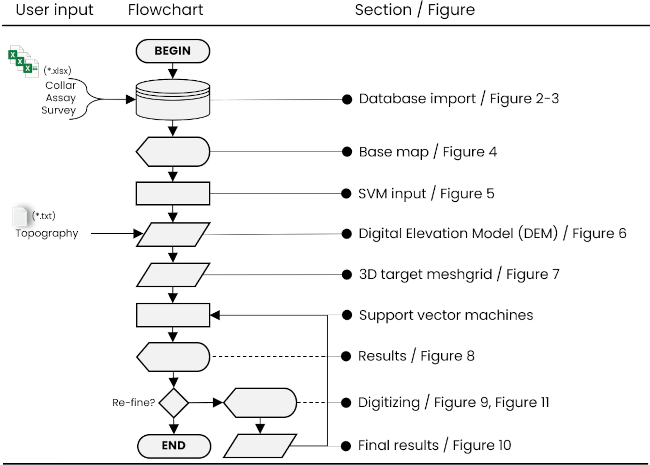 User input Flowchart Section / Figure
BEGIN
(*.xlsx)
Collar
Assay
Survey
Database import / Figure 2-3
Base map / Figure 4
SVM input / Figure 5
(*.txt)
Topography
Digital Elevation Model (DEM) / Figure 6
3D target meshgrid / Figure 7
Support vector machines
Results / Figure 8
Re-fine?
Digitizing / Figure 9, Figure 11
END
Final results / Figure 10